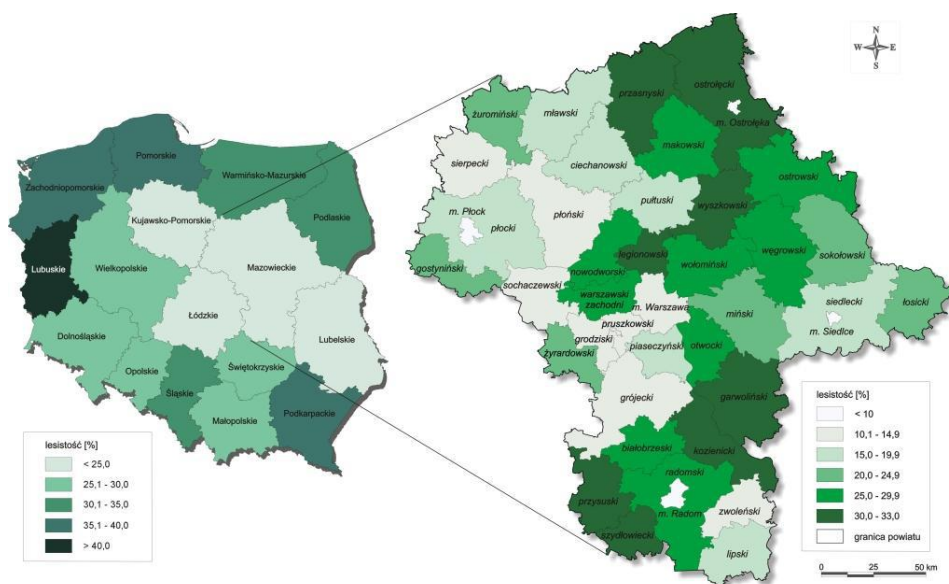 N
W E
S
Pomorskie
Zachodniopomorskie
Warmińsko-Mazurskie
Podlaskie
Kujawsko-Pomorskie
Lubuskie
Wielkopolskie
Mazowieckie
Łódzkie
Lubelskie
Dolnośląskie
Opolskie
Śląskie
Świętokrzyskie
Małopolskie
Podkarpackie
lesistość [%]
< 25,0
25,1 - 30,0
30,1 - 35,0
35,1 - 40,0
> 40,0
żuromiński
mławski
przasnyski
ostrołęcki
m. Ostrołęka
sierpecki
ciechanowski
makowski
ostrowski
m. Płock
płocki
płoński
pułtuski
wyszkowski
gostyniński
nowodworski
legionowski
wołomiński
węgrowski
sokołowski
sochaczewski
warszawski
zachodni
m. Warszawa
pruszkowski
grodziski
żyrardowski
piaseczyński
otwocki
miński
siedlecki
m. Siedlce
łosicki
grójecki
garwoliński
białobrzeski
kozienicki
radomski
przysuski
m. Radom
zwoleński
szydłowiecki
lipski
lesistość [%]
< 10
10,1 - 14,9
15,0 - 19,9
20,0 - 24,9
25,0 - 29,9
30,0 - 33,0
granica powiatu
0 25 50 km